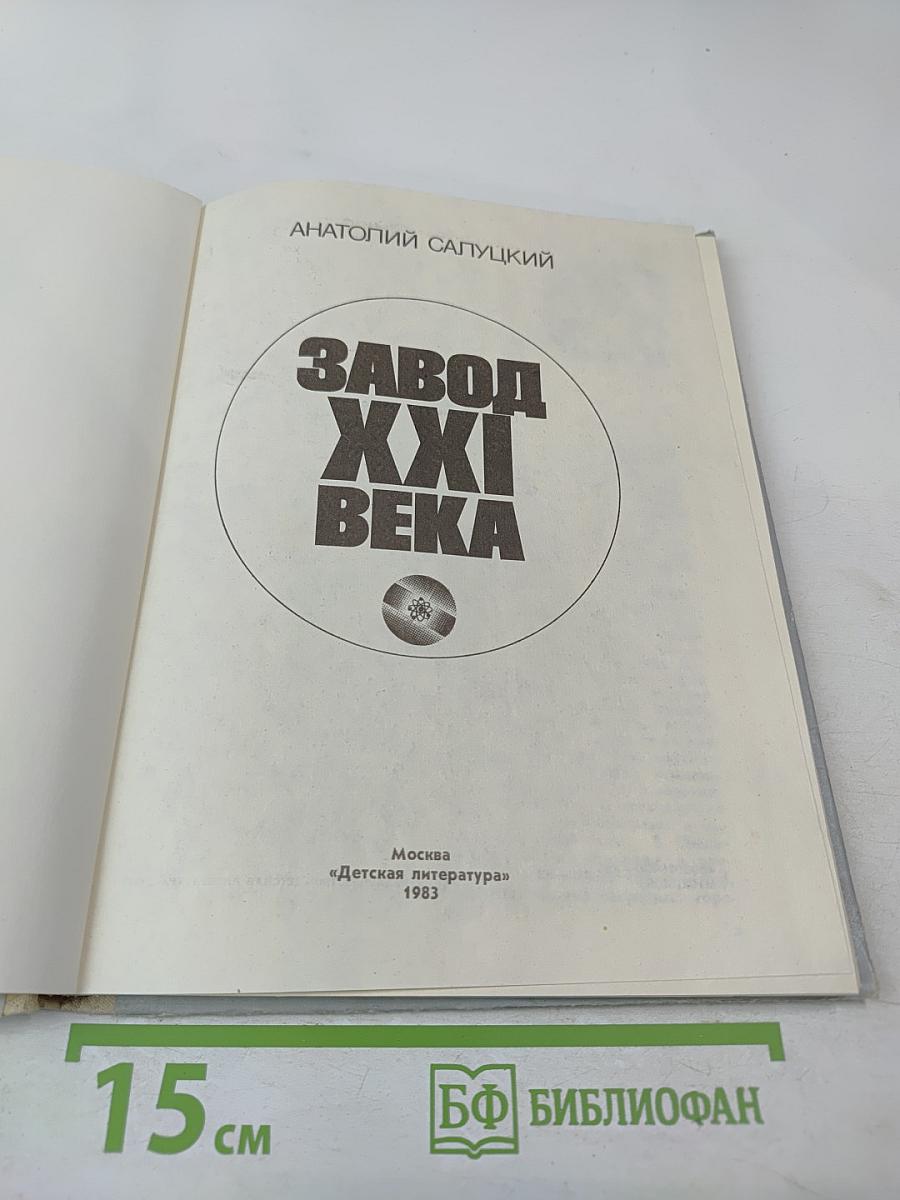 АНАТОЛИЙ САЛУЦКИЙ
ЗАВОД
XXI
ВЕКА
Москва
«Детская литература»
1983
15 см
БФ БИБЛИОФАН